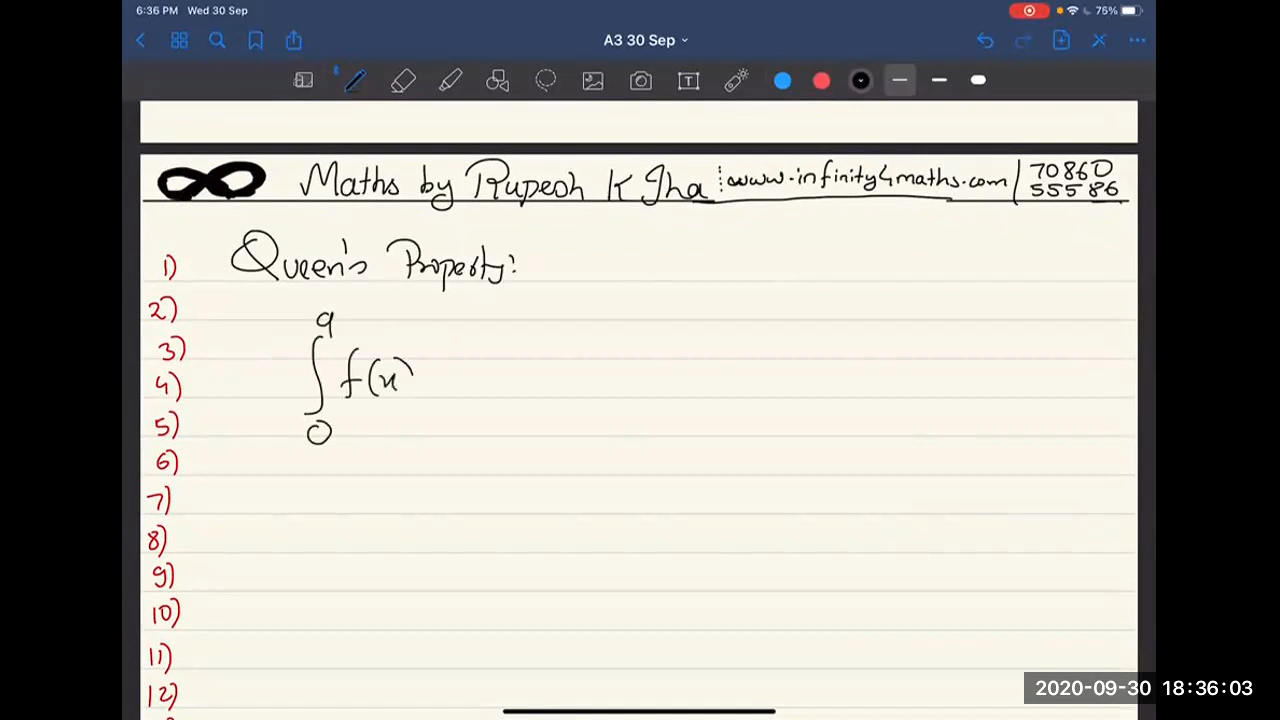 6:36 PM Wed 30 Sep
75%
A3 30 Sep
T
Maths by Rupesh K Jha www.infinity4maths.com 70860
55586
1) Queen's Property:
2)
a
3)
∫ f(x)
4)
5)
0
6)
7)
8)
9)
10)
11)
12)
2020-09-30 18:36:03